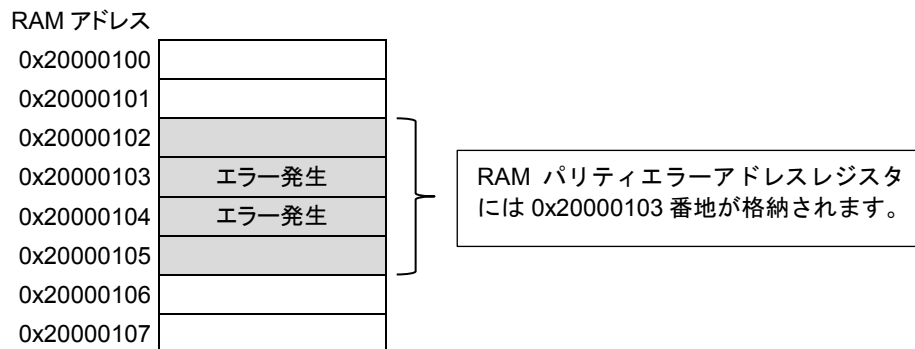 RAM アドレス
0x20000100
0x20000101
0x20000102
0x20000103 エラー発生
0x20000104 エラー発生
0x20000105
0x20000106
0x20000107
RAM パリティエラーアドレスレジスタ
には 0x20000103 番地が格納されます。